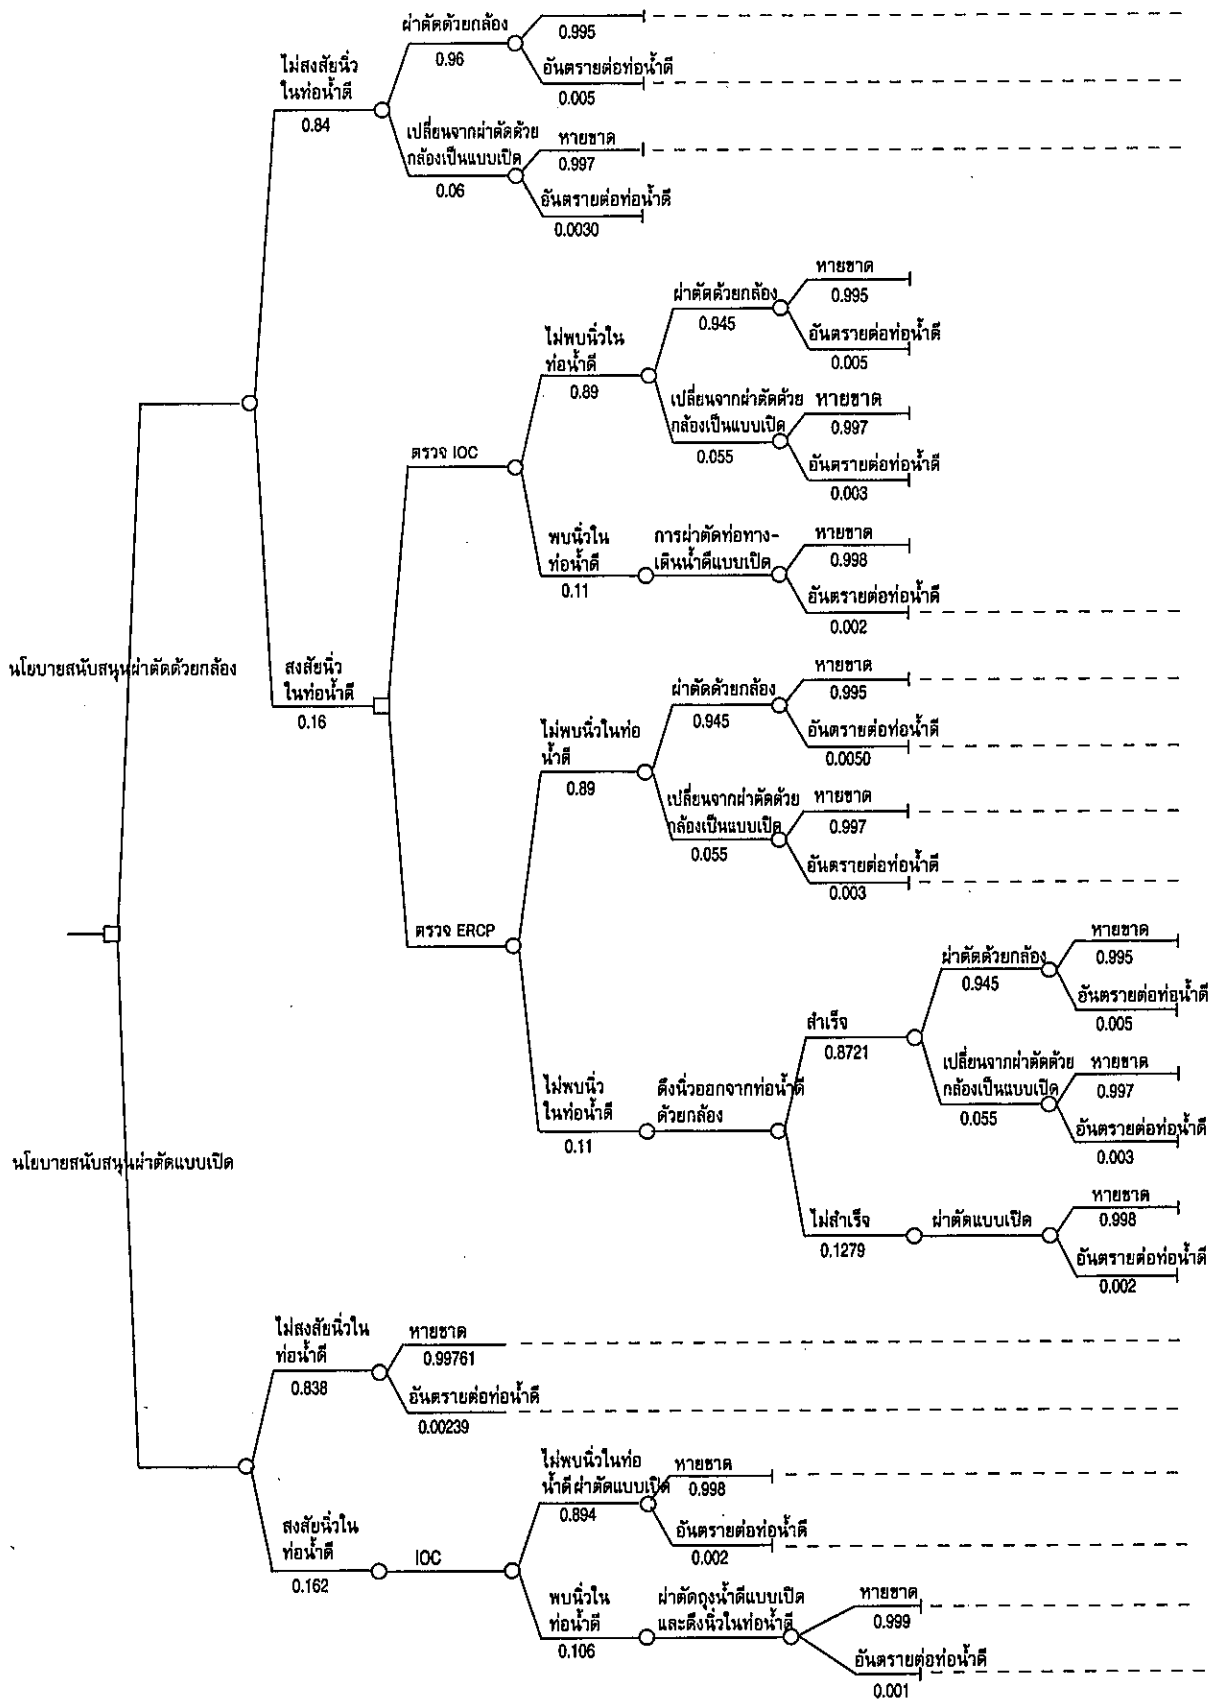 ผ่าตัดด้วยกล้อง
0.96
0.995
อันตรายต่อท่อน้ำดี
0.005
ไม่สงสัยนิ่ว
ในท่อน้ำดี
0.84
เปลี่ยนจากผ่าตัดด้วย
กล้องเป็นแบบเปิด
0.06
หายขาด
0.997
อันตรายต่อท่อน้ำดี
0.0030
นโยบายสนับสนุนผ่าตัดด้วยกล้อง
สงสัยนิ่ว
ในท่อน้ำดี
0.16
ตรวจ IOC
ไม่พบนิ่วใน
ท่อน้ำดี
0.89
ผ่าตัดด้วยกล้อง
0.945
หายขาด
0.995
อันตรายต่อท่อน้ำดี
0.005
เปลี่ยนจากผ่าตัดด้วย
กล้องเป็นแบบเปิด
0.055
หายขาด
0.997
อันตรายต่อท่อน้ำดี
0.003
พบนิ่วใน
ท่อน้ำดี
0.11
การผ่าตัดท่อทาง-
เดินน้ำดีแบบเปิด
หายขาด
0.998
อันตรายต่อท่อน้ำดี
0.002
ตรวจ ERCP
ไม่พบนิ่วในท่อ
น้ำดี
0.89
ผ่าตัดด้วยกล้อง
0.945
หายขาด
0.995
อันตรายต่อท่อน้ำดี
0.0050
เปลี่ยนจากผ่าตัดด้วย
กล้องเป็นแบบเปิด
0.055
หายขาด
0.997
อันตรายต่อท่อน้ำดี
0.003
ไม่พบนิ่ว
ในท่อน้ำดี
0.11
ดึงนิ่วออกจากท่อน้ำดี
ด้วยกล้อง
สำเร็จ
0.8721
ผ่าตัดด้วยกล้อง
0.945
หายขาด
0.995
อันตรายต่อท่อน้ำดี
0.005
เปลี่ยนจากผ่าตัดด้วย
กล้องเป็นแบบเปิด
0.055
หายขาด
0.997
อันตรายต่อท่อน้ำดี
0.003
ไม่สำเร็จ
0.1279
ผ่าตัดแบบเปิด
หายขาด
0.998
อันตรายต่อท่อน้ำดี
0.002
นโยบายสนับสนุนผ่าตัดแบบเปิด
ไม่สงสัยนิ่วใน
ท่อน้ำดี
0.838
หายขาด
0.99761
อันตรายต่อท่อน้ำดี
0.00239
สงสัยนิ่วใน
ท่อน้ำดี
0.162
IOC
ไม่พบนิ่วในท่อ
น้ำดีผ่าตัดแบบเปิด
0.894
หายขาด
0.998
อันตรายต่อท่อน้ำดี
0.002
พบนิ่วใน
ท่อน้ำดี
0.106
ผ่าตัดถุงน้ำดีแบบเปิด
และดึงนิ่วในท่อน้ำดี
หายขาด
0.999
อันตรายต่อท่อน้ำดี
0.001